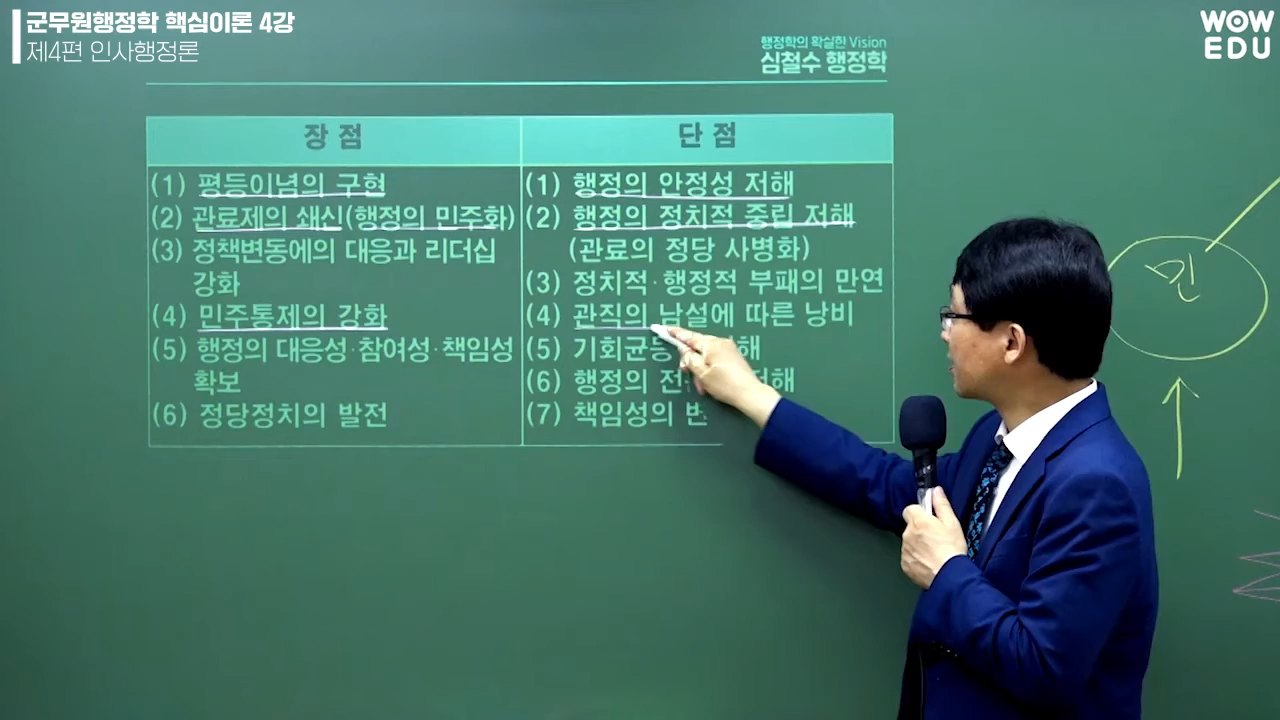 군무원행정학 핵심이론 4강
제4편 인사행정론
WOW
EDU
행정학의 확실한 Vision
심철수 행정학
장 점
(1) 평등이념의 구현
(2) 관료제의 쇄신(행정의 민주화)
(3) 정책변동에의 대응과 리더십
강화
(4) 민주통제의 강화
(5) 행정의 대응성·참여성·책임성
확보
(6) 정당정치의 발전
단 점
(1) 행정의 안정성 저해
(2) 행정의 정치적 중립 저해
(관료의 정당 사병화)
(3) 정치적·행정적 부패의 만연
(4) 관직의 남설에 따른 낭비
(5) 기회균등
(6) 행정의 저해
(7) 책임성의
민